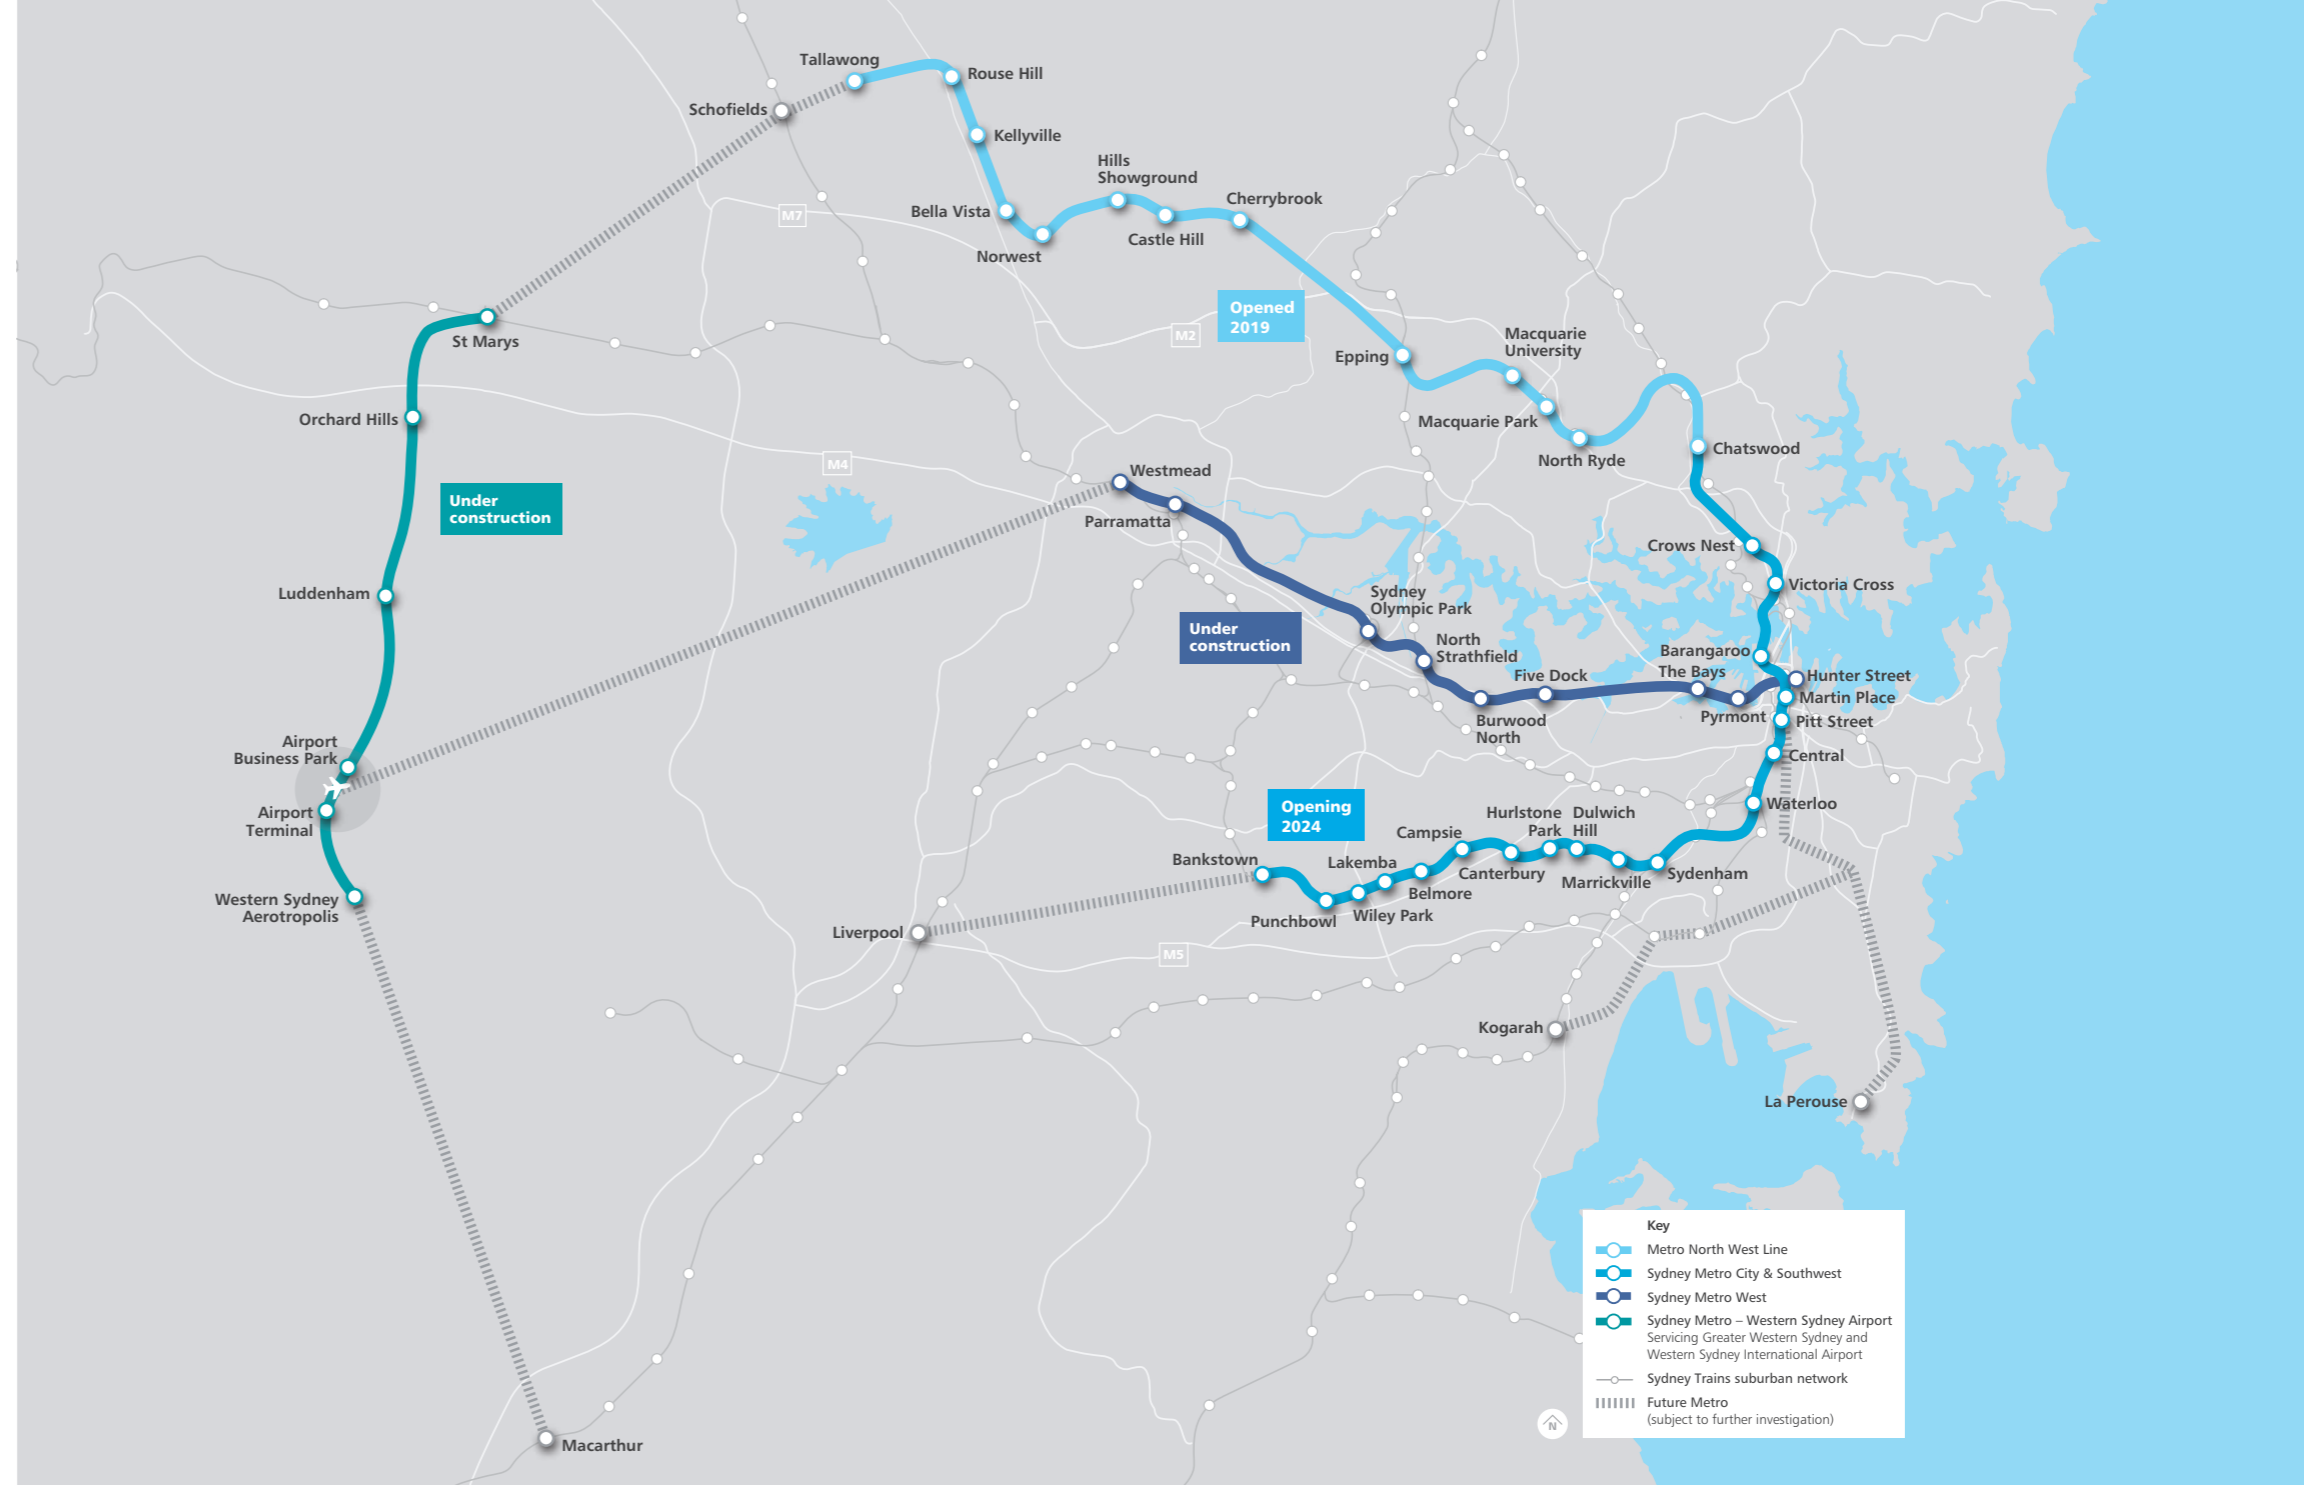 Tallawong
Rouse Hill
Schofields
Kellyville
Hills
Showground
Cherrybrook
Bella Vista
M7
Castle Hill
Norwest
Opened
2019
M2
St Marys
Macquarie
University
Epping
Orchard Hills
Macquarie Park
Chatswood
North Ryde
M4
Westmead
Under
construction
Parramatta
Crows Nest
Victoria Cross
Luddenham
Sydney
Olympic Park
Under
construction
North
Strathfield
Barangaroo
The Bays
Five Dock
Hunter Street
Martin Place
Burwood
North
Pyrmont
Pitt Street
Airport
Business Park
Central
Airport
Terminal
Opening
2024
Waterloo
Hurlstone
Park
Dulwich
Hill
Campsie
Bankstown
Lakemba
Canterbury
Marrickville
Sydenham
Belmore
Wiley Park
Punchbowl
Western Sydney
Aerotropolis
Liverpool
M5
Kogarah
La Perouse
Macarthur
N
Key
Metro North West Line
Sydney Metro City & Southwest
Sydney Metro West
Sydney Metro – Western Sydney Airport
Servicing Greater Western Sydney and
Western Sydney International Airport
Sydney Trains suburban network
Future Metro
(subject to further investigation)